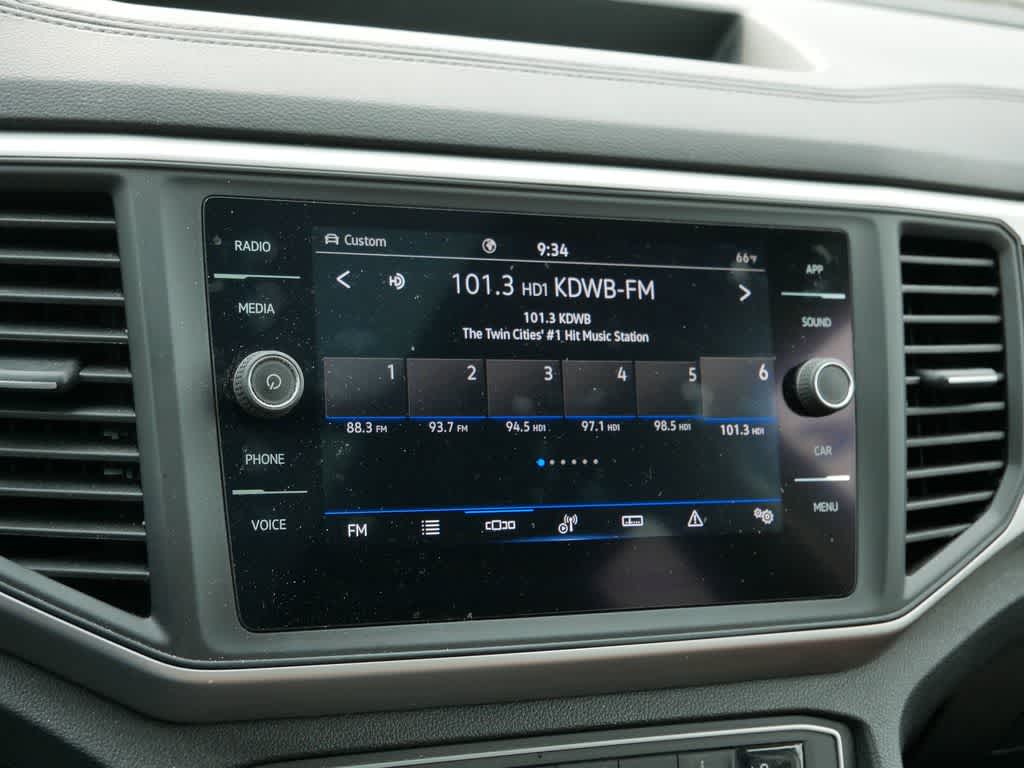 RADIO
MEDIA
PHONE
VOICE
Custom
9:34
66°F
HD
101.3 HD1 KDWB-FM
101.3 KDWB
The Twin Cities' #1 Hit Music Station
1 2 3 4 5 6
88.3 FM 93.7 FM 94.5 HD1 97.1 HD1 98.5 HD1 101.3 HD1
FM
APP
SOUND
CAR
MENU